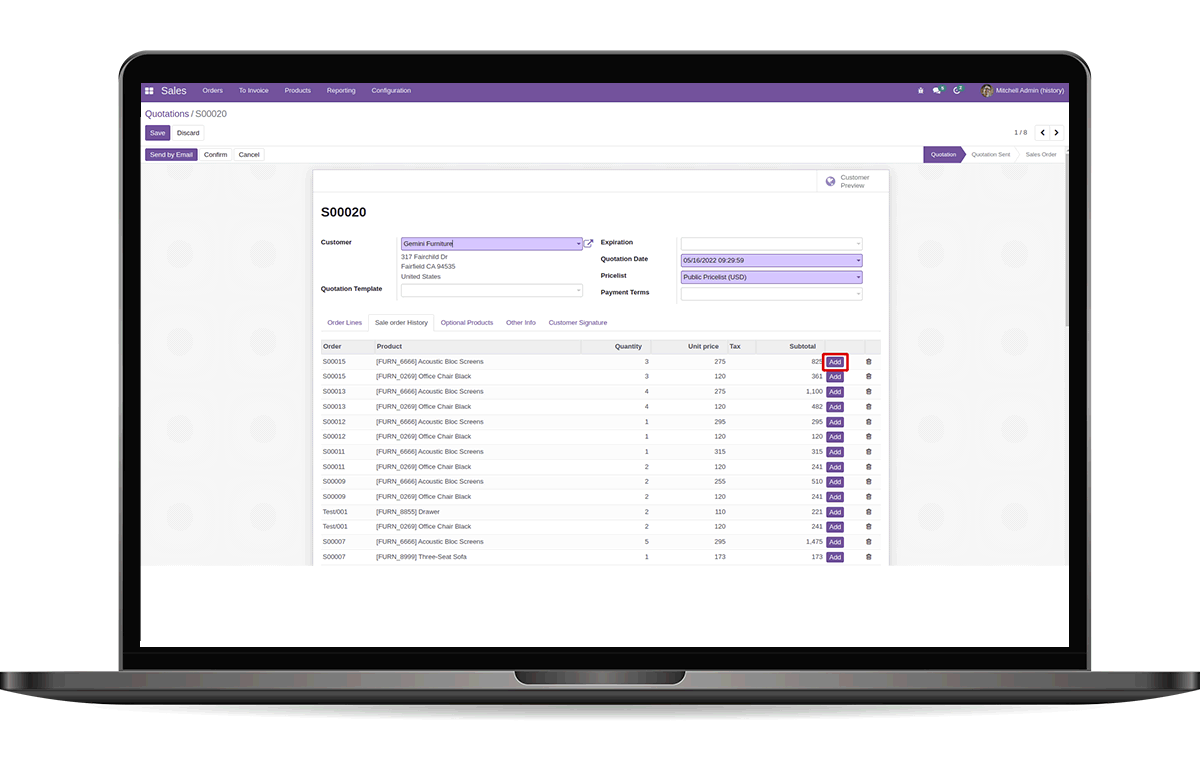 Sales Orders To Invoice Products Reporting Configuration 5 2 Mitchell Admin (history)
Quotations / S00020
Save Discard 1 / 8
Send by Email Confirm Cancel Quotation Quotation Sent Sales Order
Customer
Preview
S00020
Customer Gemini Furniture Expiration
317 Fairchild Dr Quotation Date 05/16/2022 09:29:59
Fairfield CA 94535
United States Pricelist Public Pricelist (USD)
Quotation Template Payment Terms
Order Lines Sale order History Optional Products Other Info Customer Signature
Order Product Quantity Unit price Tax Subtotal
S00015 [FURN_6666] Acoustic Bloc Screens 3 275 825 Add
S00015 [FURN_0269] Office Chair Black 3 120 361 Add
S00013 [FURN_6666] Acoustic Bloc Screens 4 275 1,100 Add
S00013 [FURN_0269] Office Chair Black 4 120 482 Add
S00012 [FURN_6666] Acoustic Bloc Screens 1 295 295 Add
S00012 [FURN_0269] Office Chair Black 1 120 120 Add
S00011 [FURN_6666] Acoustic Bloc Screens 1 315 315 Add
S00011 [FURN_0269] Office Chair Black 2 120 241 Add
S00009 [FURN_6666] Acoustic Bloc Screens 2 255 510 Add
S00009 [FURN_0269] Office Chair Black 2 120 241 Add
Test/001 [FURN_8855] Drawer 2 110 221 Add
Test/001 [FURN_0269] Office Chair Black 2 120 241 Add
S00007 [FURN_6666] Acoustic Bloc Screens 5 295 1,475 Add
S00007 [FURN_8999] Three-Seat Sofa 1 173 173 Add